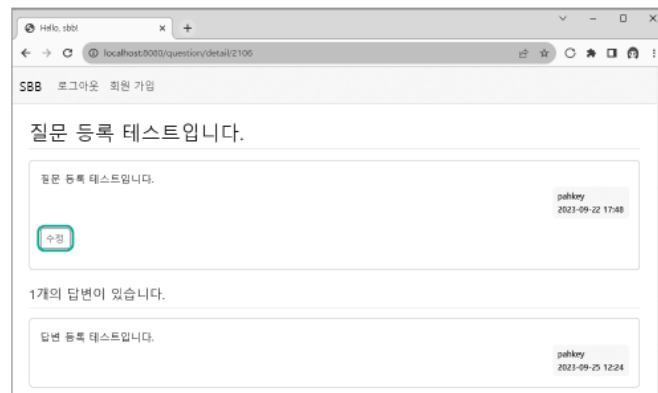 Hello, sbb!
localhost:8080/question/detail/2106
SBB 로그아웃 회원 가입
질문 등록 테스트입니다.
질문 등록 테스트입니다.
pahkey
2023-09-22 17:48
수정
1개의 답변이 있습니다.
답변 등록 테스트입니다.
pahkey
2023-09-25 12:24